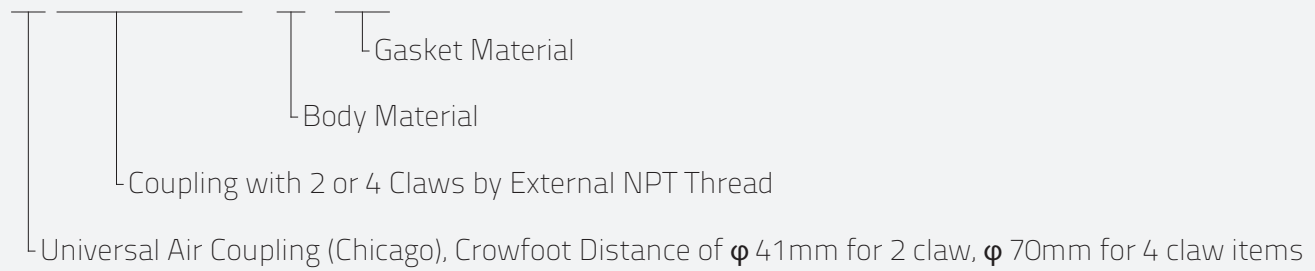 Gasket Material
Body Material
Coupling with 2 or 4 Claws by External NPT Thread
Universal Air Coupling (Chicago), Crowfoot Distance of φ 41mm for 2 claw, φ 70mm for 4 claw items